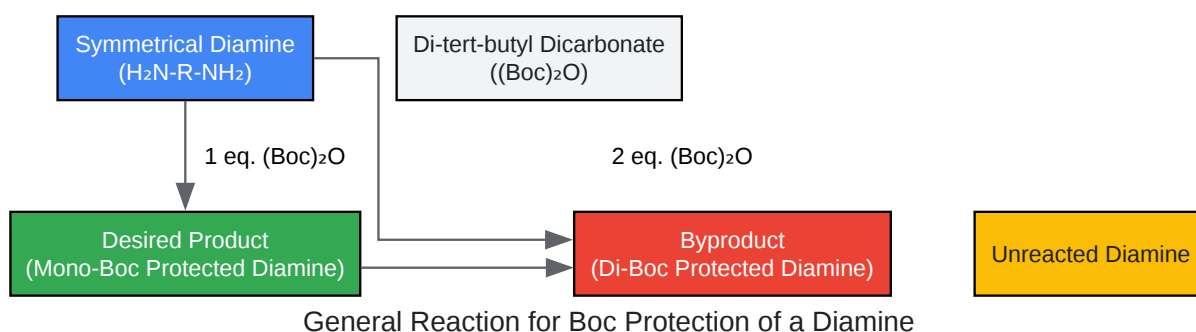 Symmetrical Diamine
(H₂N-R-NH₂)
Di-tert-butyl Dicarbonate
((Boc)₂O)
1 eq. (Boc)₂O
2 eq. (Boc)₂O
Desired Product
(Mono-Boc Protected Diamine)
Byproduct
(Di-Boc Protected Diamine)
Unreacted Diamine
General Reaction for Boc Protection of a Diamine